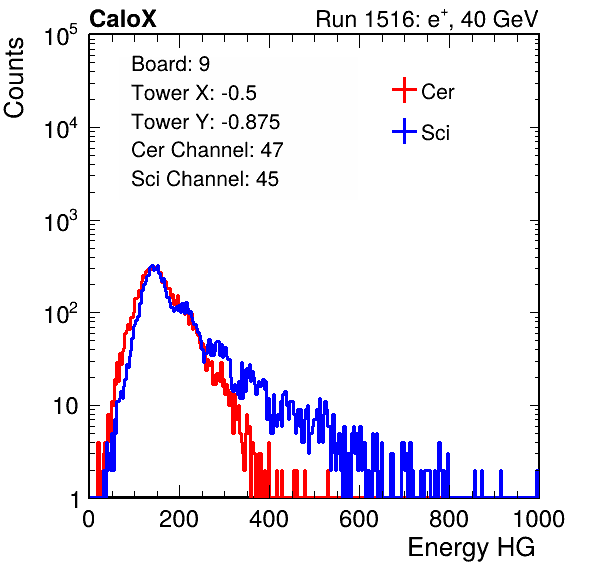 CaloX Run 1516: e⁺, 40 GeV
Counts
10⁵
10⁴
10³
10²
10
1
Board: 9
Tower X: -0.5
Tower Y: -0.875
Cer Channel: 47
Sci Channel: 45
Cer
Sci
0 200 400 600 800 1000
Energy HG